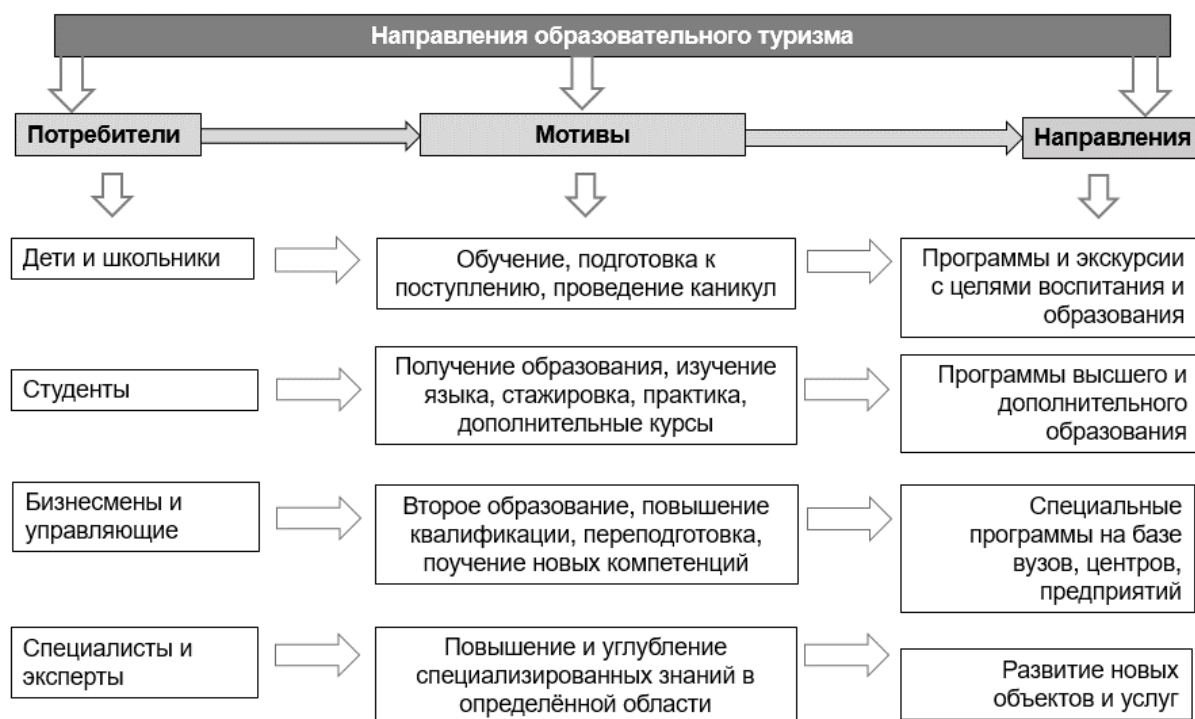 Направления образовательного туризма
Потребители
Мотивы
Направления
Дети и школьники
Обучение, подготовка к
поступлению, проведение каникул
Программы и экскурсии
с целями воспитания и
образования
Студенты
Получение образования, изучение
языка, стажировка, практика,
дополнительные курсы
Программы высшего и
дополнительного
образования
Бизнесмены и
управляющие
Второе образование, повышение
квалификации, переподготовка,
поучение новых компетенций
Специальные
программы на базе
вузов, центров,
предприятий
Специалисты и
эксперты
Повышение и углубление
специализированных знаний в
определённой области
Развитие новых
объектов и услуг